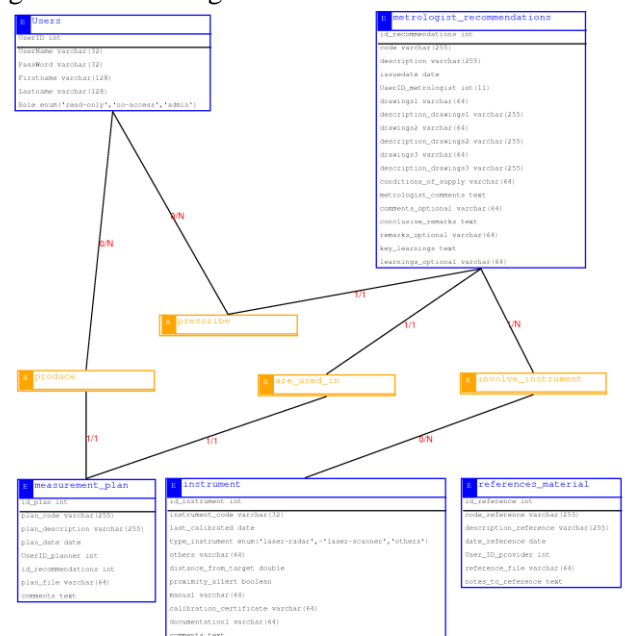 E Users
UserID int
UserName varchar(32)
PassWord varchar(32)
Firstname varchar(128)
Lastname varchar(128)
Role enum('read-only','no-access','admin')
E metrologist_recommendations
id_recommendations int
code varchar(255)
description varchar(255)
issuedate date
UserID_metrologist int(11)
drawings1 varchar(64)
description_drawings1 varchar(255)
drawings2 varchar(64)
description_drawings2 varchar(255)
drawings3 varchar(64)
description_drawings3 varchar(255)
conditions_of_supply varchar(64)
metrologist_comments text
comments_optional varchar(64)
conclusive_remarks text
remarks_optional varchar(64)
key_learnings text
learnings_optional varchar(64)
0/N
0/N
1/1
1/1
1/N
R prescribe
R produce
R are_used_in
R involve_instrument
1/1
1/1
0/N
E measurement_plan
id_plan int
plan_code varchar(255)
plan_description varchar(255)
plan_date date
UserID_planner int
id_recommendations int
plan_file varchar(64)
comments text
E instrument
id_instrument int
instrument_code varchar(32)
last_calibrated date
type_instrument enum('laser-radar',-'laser-scanner','others')
others varchar(64)
distance_from_target double
proximity_allert boolean
manual varchar(64)
calibration_certificate varchar(64)
documentation1 varchar(64)
comments text
E references_material
id_reference int
code_reference varchar(255)
description_reference varchar(255)
date_reference date
User_ID_provider int
reference_file varchar(64)
notes_to_reference text